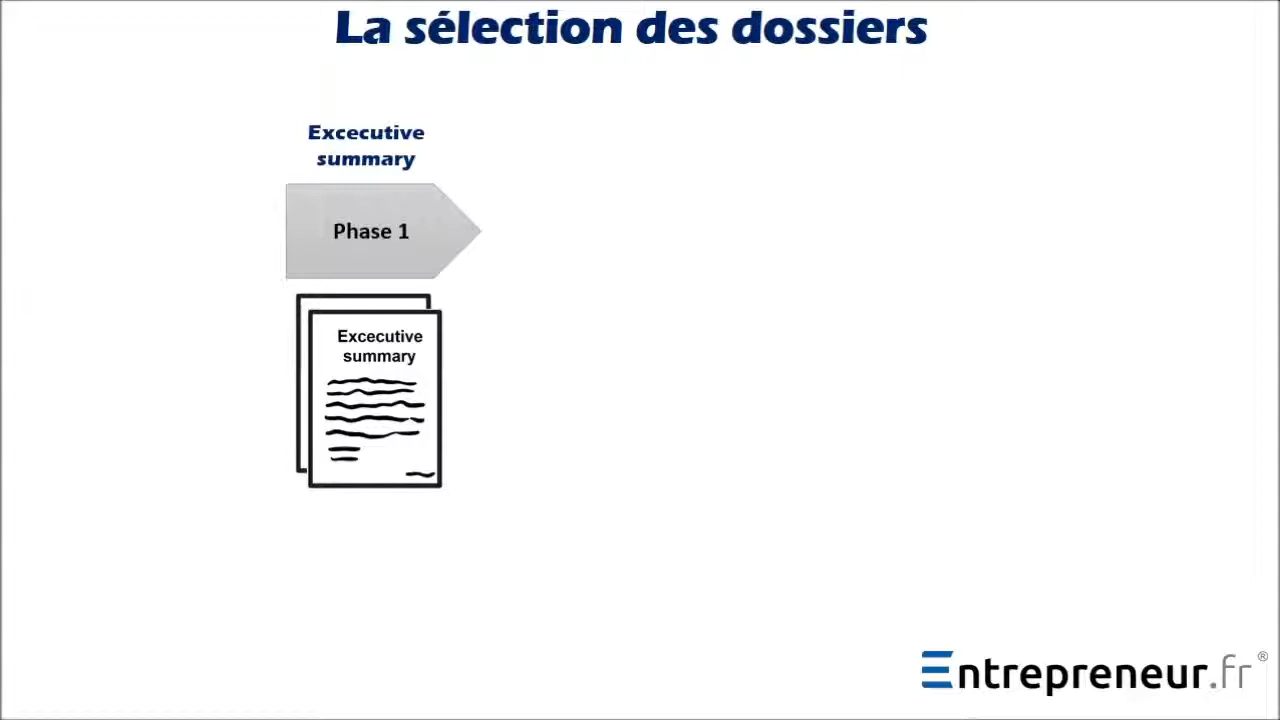 La sélection des dossiers
Excecutive
summary
Phase 1
Excecutive
summary
Entrepreneur.fr®